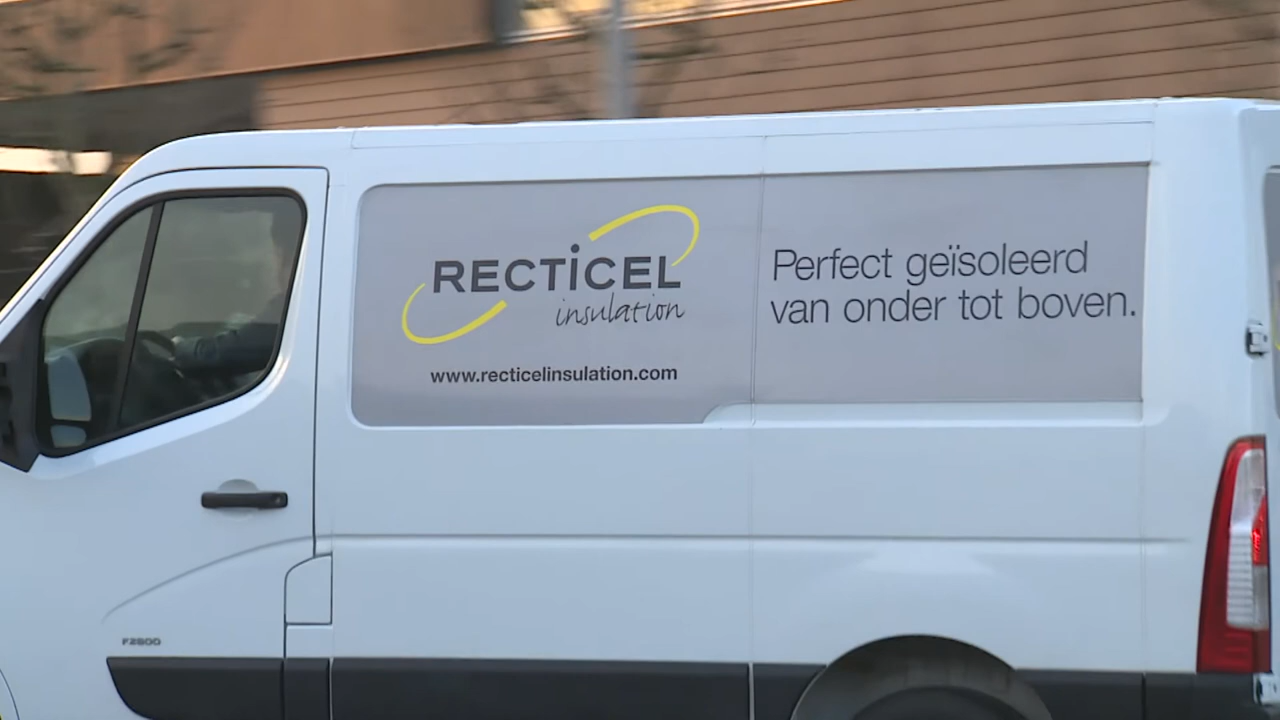 RECTICEL
insulation
www.recticelinsulation.com
Perfect geïsoleerd
van onder tot boven.
F2800